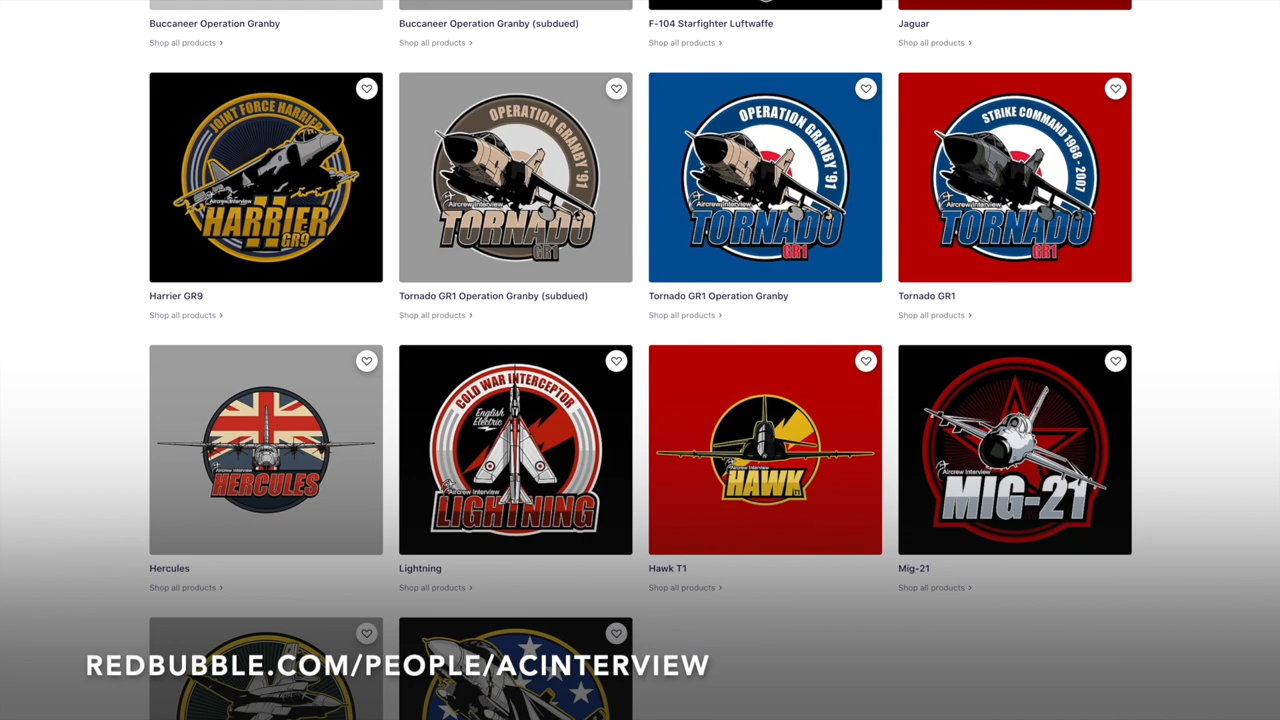 Buccaneer Operation Granby
Buccaneer Operation Granby (subdued)
F-104 Starfighter Luftwaffe
Jaguar
Shop all products >
Shop all products >
Shop all products >
Shop all products >
JOINT FORCE HARRIER
Aircrew Interview
HARRIER
GR9
OPERATION GRANBY '91
Aircrew Interview
TORNADO
GR1
OPERATION GRANBY '91
Aircrew Interview
TORNADO
GR1
STRIKE COMMAND 1968 - 2007
Aircrew Interview
TORNADO
GR1
Harrier GR9
Tornado GR1 Operation Granby (subdued)
Tornado GR1 Operation Granby
Tornado GR1
Shop all products >
Shop all products >
Shop all products >
Shop all products >
Aircrew Interview
HERCULES
COLD WAR INTERCEPTOR
English
Electric
Aircrew Interview
LIGHTNING
Aircrew Interview
HAWK
T1
Aircrew Interview
MIG-21
Hercules
Lightning
Hawk T1
Mig-21
Shop all products >
Shop all products >
Shop all products >
Shop all products >
REDBUBBLE.COM/PEOPLE/ACINTERVIEW